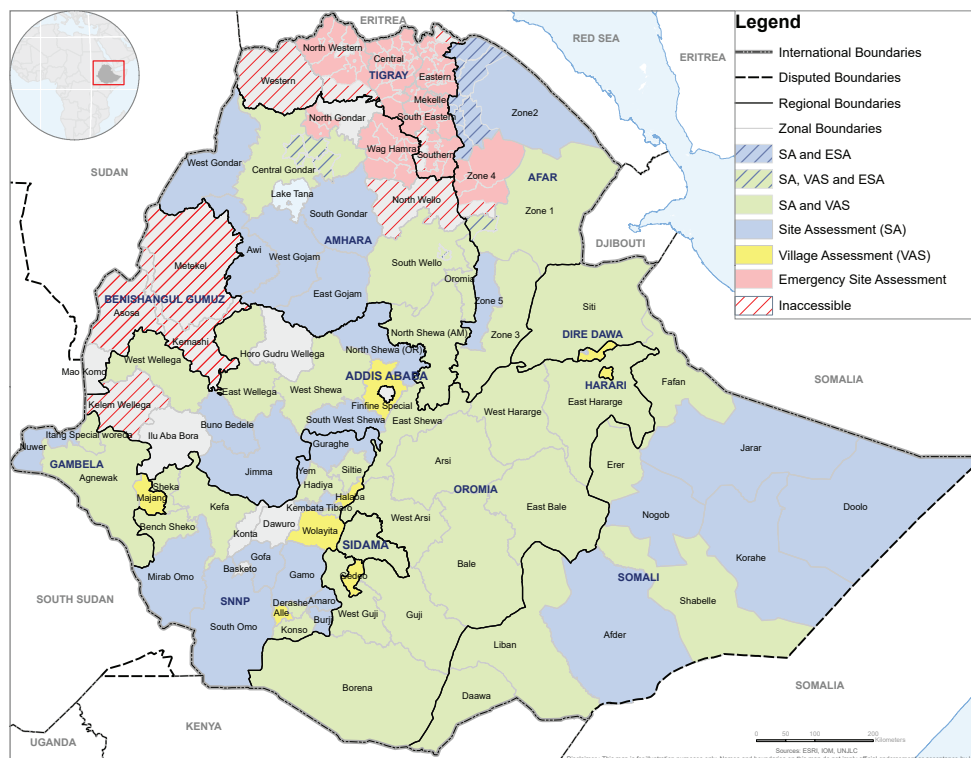 ERITREA
RED SEA
ERITREA
Legend
International Boundaries
Disputed Boundaries
Regional Boundaries
Zonal Boundaries
SA and ESA
SA, VAS and ESA
SA and VAS
Site Assessment (SA)
Village Assessment (VAS)
Emergency Site Assessment
Inaccessible
North Western
Central
TIGRAY
Western
Eastern
Mekelle
South Eastern
Zone2
North Gondar
West Gondar
Wag Hamra
Southern
SUDAN
Central Gondar
Zone 4
AFAR
Lake Tana
North Wello
Zone 1
South Gondar
AMHARA
DJIBOUTI
Awi
West Gojam
South Wello
Metekel
Oromia
East Gojam
Zone 5
BENISHANGUL GUMUZ
Asosa
Siti
Kemashi
North Shewa (AM)
Zone 3
DIRE DAWA
Horo Gudru Wellega
North Shewa (OR)
West Wellega
Mao Komo
SOMALIA
ADDIS ABABA
HARARI
Fafan
East Wellega
West Shewa
Kelem Wellega
Finfine Special
East Hararge
West Hararge
South West Shewa
East Shewa
Buno Bedele
Itang Special woreda
Ilu Aba Bora
Nuwer
Guraghe
Jarar
Arsi
GAMBELA
Jimma
Yem
Siltie
Erer
Agnewak
Sheka
Hadiya
OROMIA
Majang
Halaba
Kefa
Kembata Tibaro
East Bale
Doolo
Nogob
West Arsi
Bench Sheko
Dawuro
Konta
Wolayita
SIDAMA
Korahe
Gofa
Bale
Basketo
Gedeo
Mirab Omo
Gamo
SOMALI
SOUTH SUDAN
SNNP
Derashe
Amaro
Shabelle
Alle
West Guji
Guji
Burji
South Omo
Konso
Afder
Liban
Borena
SOMALIA
Daawa
KENYA
UGANDA
0 50 100 200
Kilometers
Sources: ESRI, IOM, UNJLC